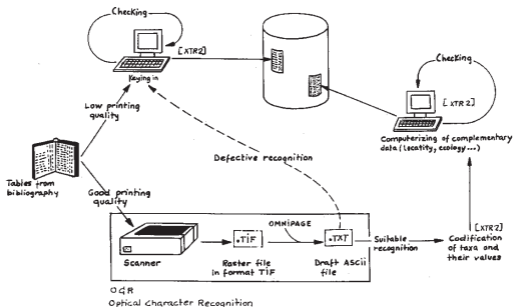 Checking
[XTR2]
Keying in
Low printing
quality
Checking
[XTR2]
Computerizing of complementary
data (locality, ecology...)
Defective recognition
Tables from
bibliography
Good printing
quality
OMNIPAGE
.TIF
.TXT
Scanner
Raster file
in format TIF
Draft ASCii
file
Suitable
recognition
[XTR2]
Codification
of taxa and
their values
OCR
Optical Character Recognition